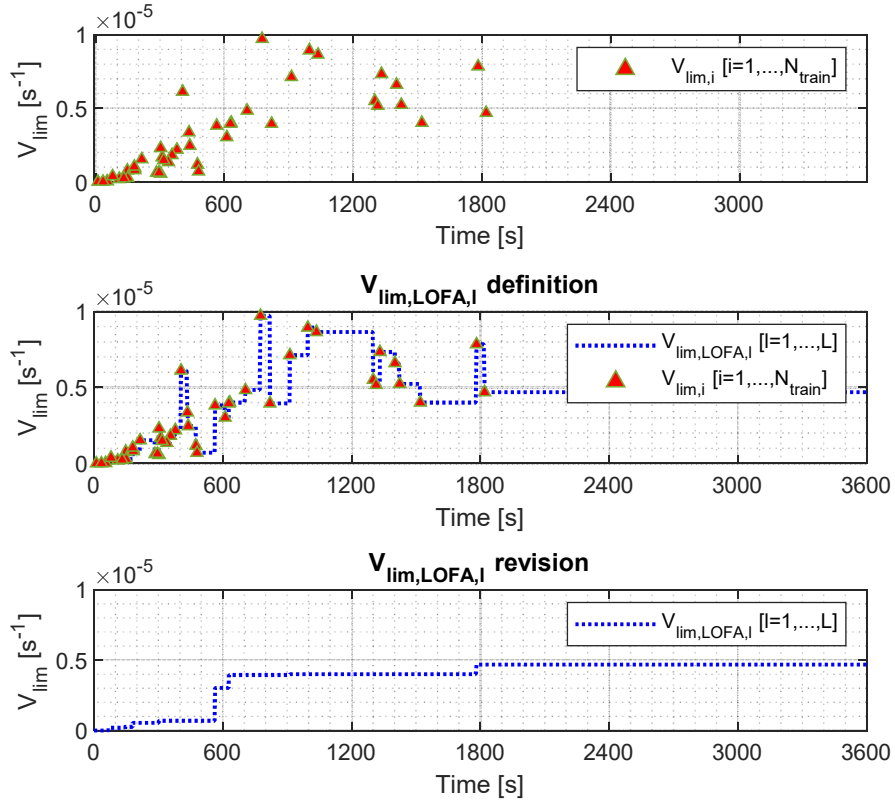 ×10^-5
1
0.5
0
V_lim [s^-1]
V_lim,i [i=1,...,N_train]
0 600 1200 1800 2400 3000
Time [s]
V_lim,LOFA,l definition
×10^-5
1
0.5
0
V_lim [s^-1]
V_lim,LOFA,l [l=1,...,L]
V_lim,i [i=1,...,N_train]
0 600 1200 1800 2400 3000 3600
Time [s]
V_lim,LOFA,l revision
×10^-5
1
0.5
0
V_lim [s^-1]
V_lim,LOFA,l [l=1,...,L]
0 600 1200 1800 2400 3000 3600
Time [s]